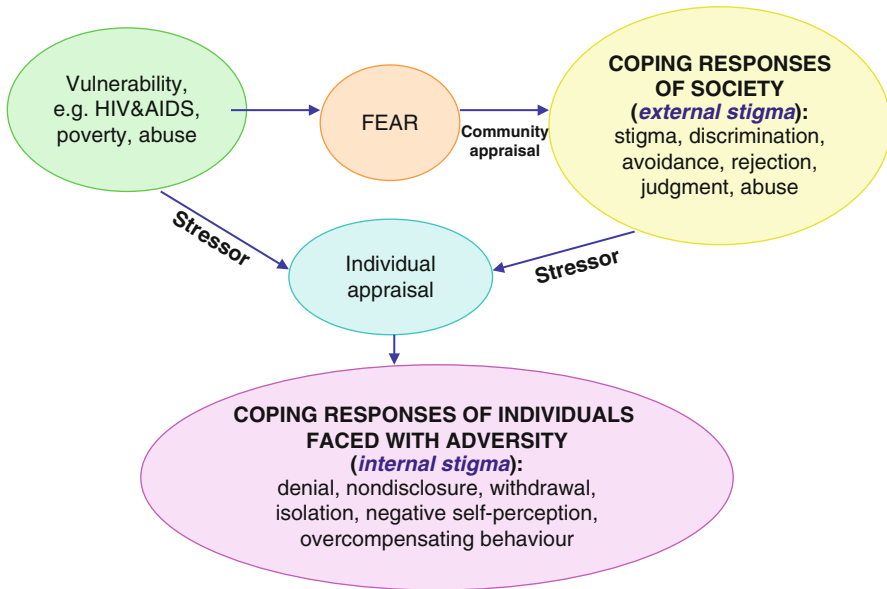 Vulnerability,
e.g. HIV&AIDS,
poverty, abuse
FEAR
Community
appraisal
COPING RESPONSES
OF SOCIETY
(external stigma):
stigma, discrimination,
avoidance, rejection,
judgment, abuse
Stressor
Individual
appraisal
Stressor
COPING RESPONSES OF INDIVIDUALS
FACED WITH ADVERSITY
(internal stigma):
denial, nondisclosure, withdrawal,
isolation, negative self-perception,
overcompensating behaviour